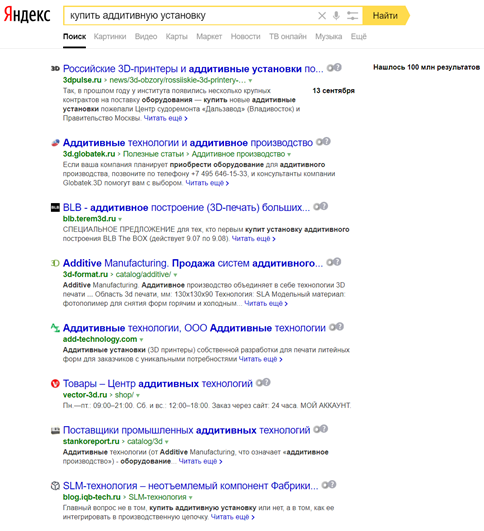 Яндекс
купить аддитивную установку
Найти
Поиск Картинки Видео Карты Маркет Новости ТВ онлайн Музыка Ещё
3D Российские 3D-принтеры и аддитивные установки по...
3dpulse.ru › news/3d-obzory/rossiiskie-3d-printery-...
Нашлось 100 млн результатов
13 сентября
Так, в прошлом году у института появились несколько крупных
контрактов на поставку оборудования — купить новые аддитивные
установки пожелали Центр судоремонта «Дальзавод» (Владивосток) и
Правительство Москвы. Читать ещё ›
Аддитивные технологии и аддитивное производство
3d.globatek.ru › Полезные статьи › Аддитивное производство
Если ваша компания планирует приобрести оборудование для аддитивного
производства, позвоните по телефону +7 495 646-15-33, и консультанты компании
Globatek.3D помогут вам с выбором. Читать ещё ›
BLB - аддитивное построение (3D-печать) больших...
blb.terem3d.ru
СПЕЦИАЛЬНОЕ ПРЕДЛОЖЕНИЕ для тех, кто первым купит установку аддитивного
построения BLB The BOX (действует 9.07 по 9.08). Читать ещё ›
Additive Manufacturing. Продажа систем аддитивного...
3d-format.ru › catalog/additive/
Additive Manufacturing. Аддитивное производство объединяет в себе технологии 3D
печати ... Область 3d печати, мм: 130x130x90 Технология: SLA Модельный материал:
фотополимер для снятия форм горячим и холодным... Читать ещё ›
Аддитивные технологии, ООО Аддитивные технологии
add-technology.com
Аддитивные установки (3D принтеры) собственной разработки для печати литейных
форм для заказчиков с уникальными потребностями Читать ещё ›
Товары – Центр аддитивных технологий
vector-3d.ru › shop/
Пн.—пт.: 09:00–21:00. Сб. и вс.: 12:00–18:00. Заказ через сайт: 24 часа. МОЙ АККАУНТ.
Поставщики промышленных аддитивных технологий
stankoreport.ru › catalog/3d
Аддитивные технологии (от Additive Manufacturing, что означает «аддитивное
производство») - оборудование... Читать ещё ›
SLM-технология – неотъемлемый компонент Фабрики...
blog.iqb-tech.ru › SLM-технология
Главный вопрос не в том, купить аддитивную установку или нет, а в том, как ее
интегрировать в производственную цепочку. Читать ещё ›